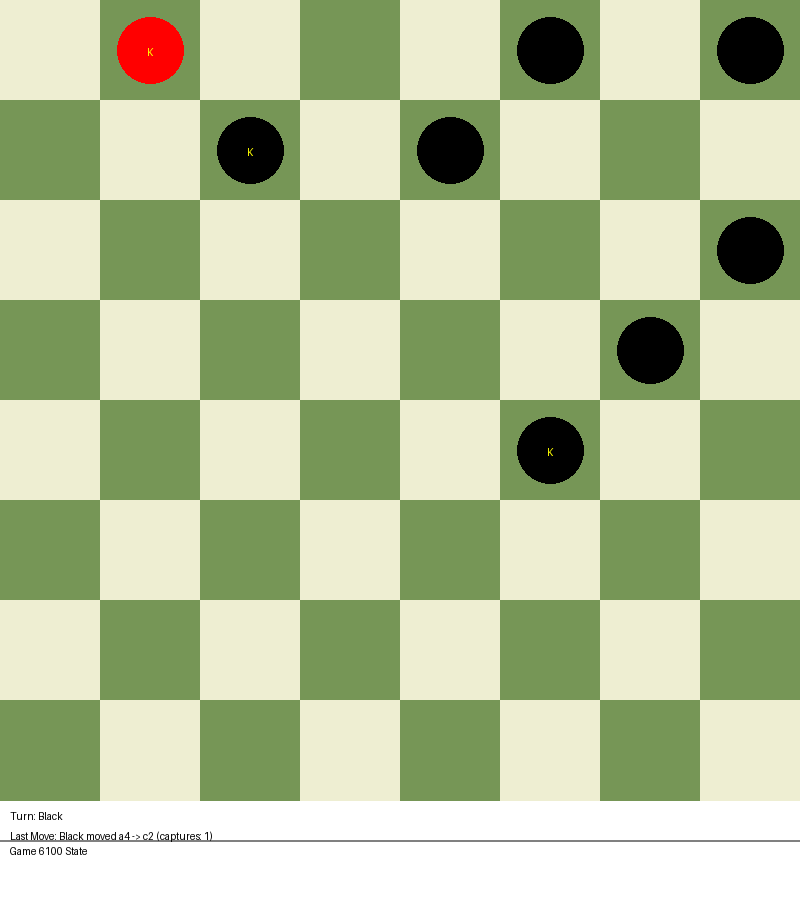 K
K
K
Turn: Black
Last Move: Black moved a4 -> c2 (captures: 1)
Game 6100 State